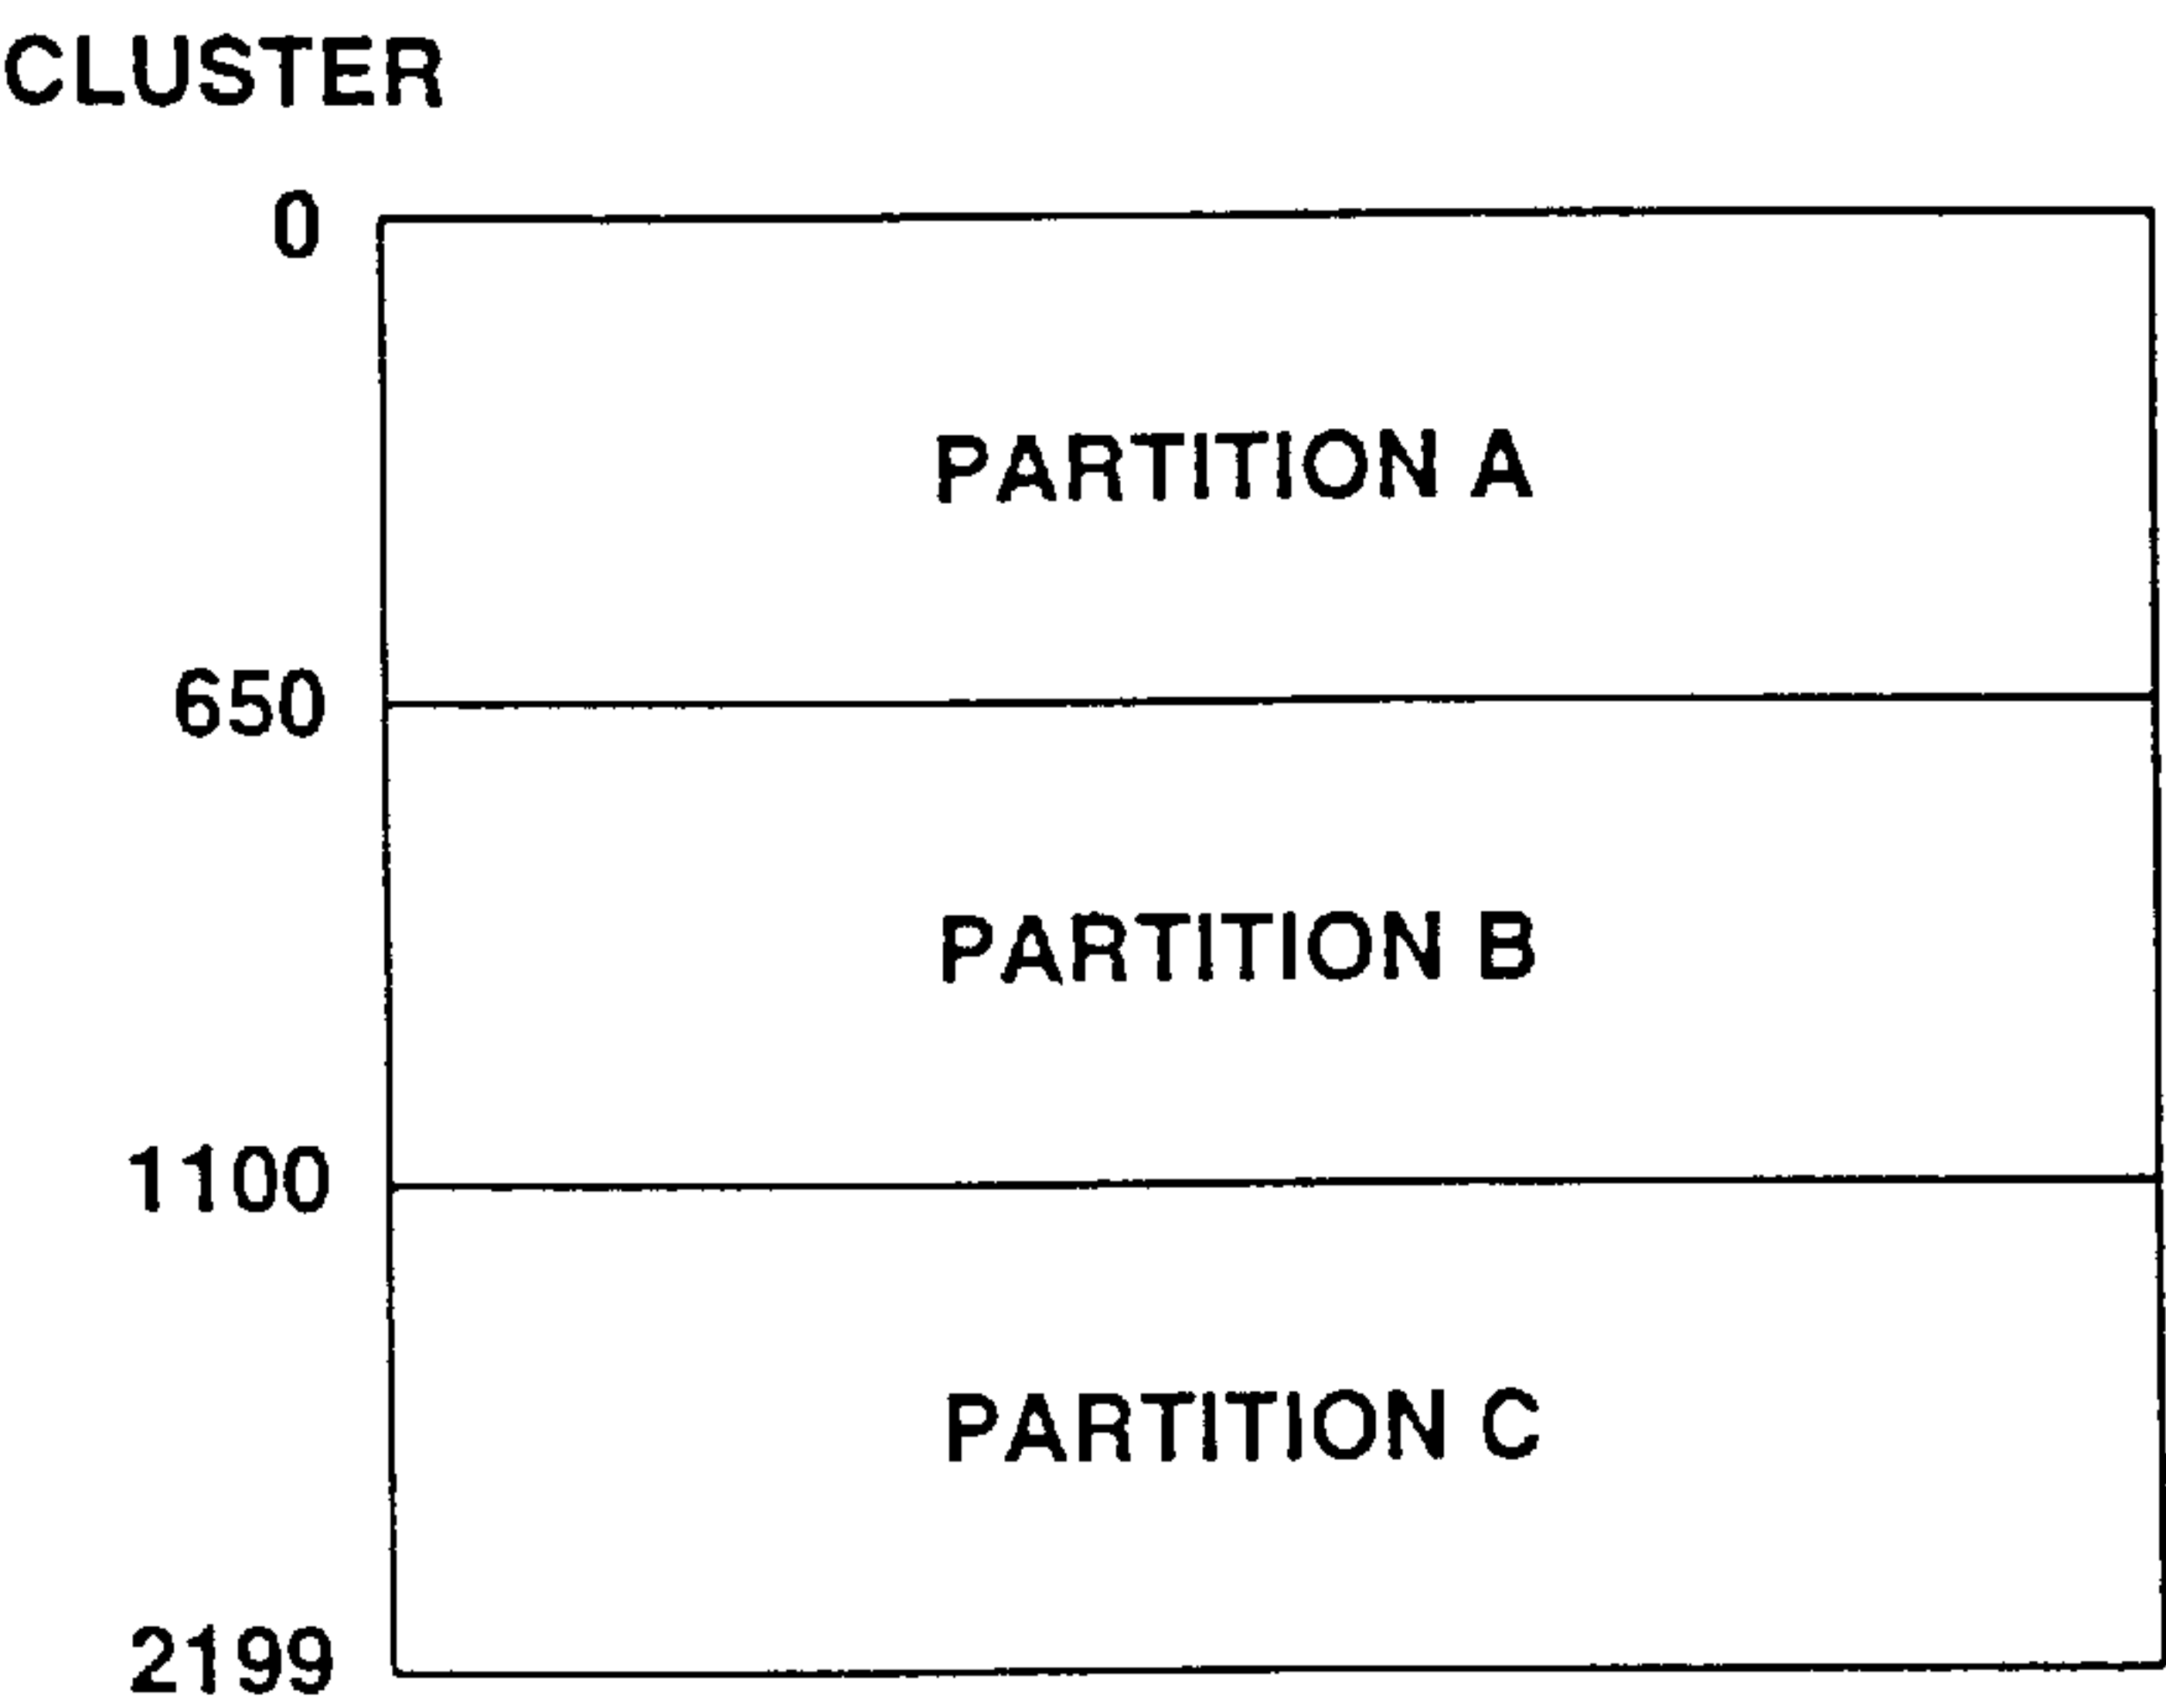 CLUSTER
0
PARTITION A
650
PARTITION B
1100
PARTITION C
2199